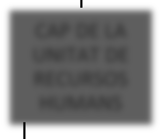 CAP DE LA
UNITAT DE
RECURSOS
HUMANS